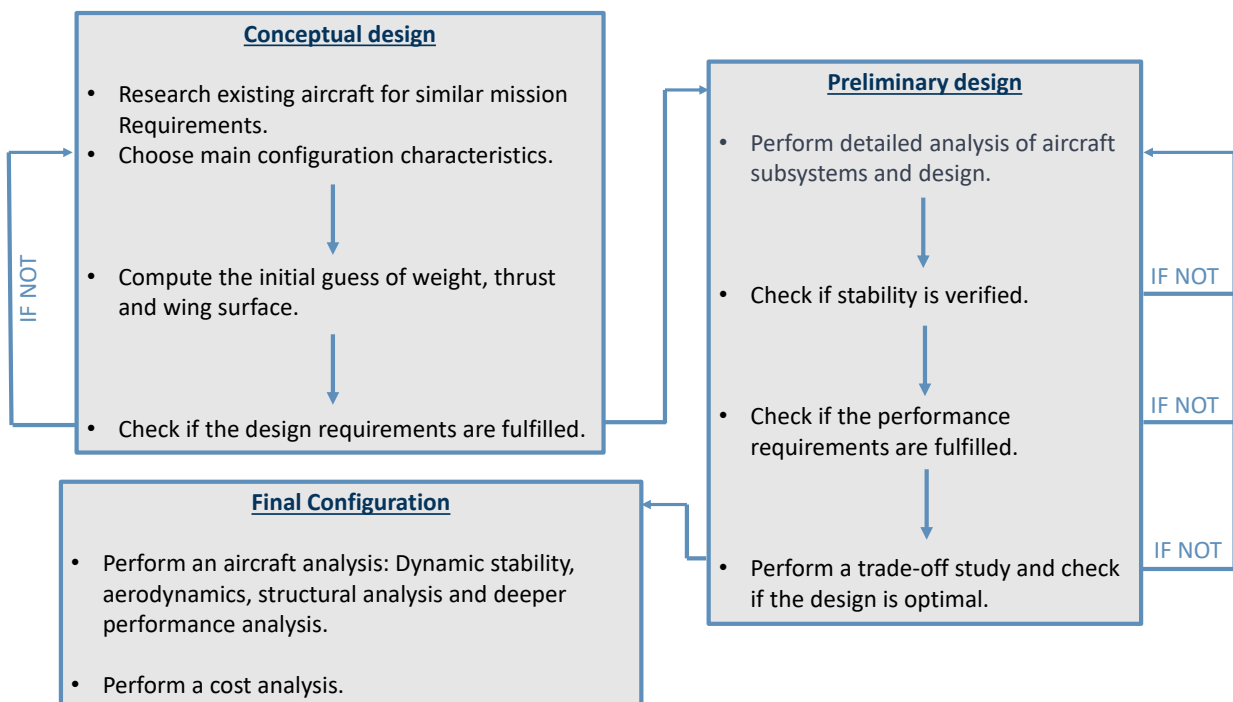 Conceptual design
• Research existing aircraft for similar mission
Requirements.
• Choose main configuration characteristics.
• Compute the initial guess of weight, thrust
and wing surface.
• Check if the design requirements are fulfilled.
IF NOT
Preliminary design
• Perform detailed analysis of aircraft
subsystems and design.
• Check if stability is verified.
• Check if the performance
requirements are fulfilled.
• Perform a trade-off study and check
if the design is optimal.
IF NOT
IF NOT
IF NOT
Final Configuration
• Perform an aircraft analysis: Dynamic stability,
aerodynamics, structural analysis and deeper
performance analysis.
• Perform a cost analysis.